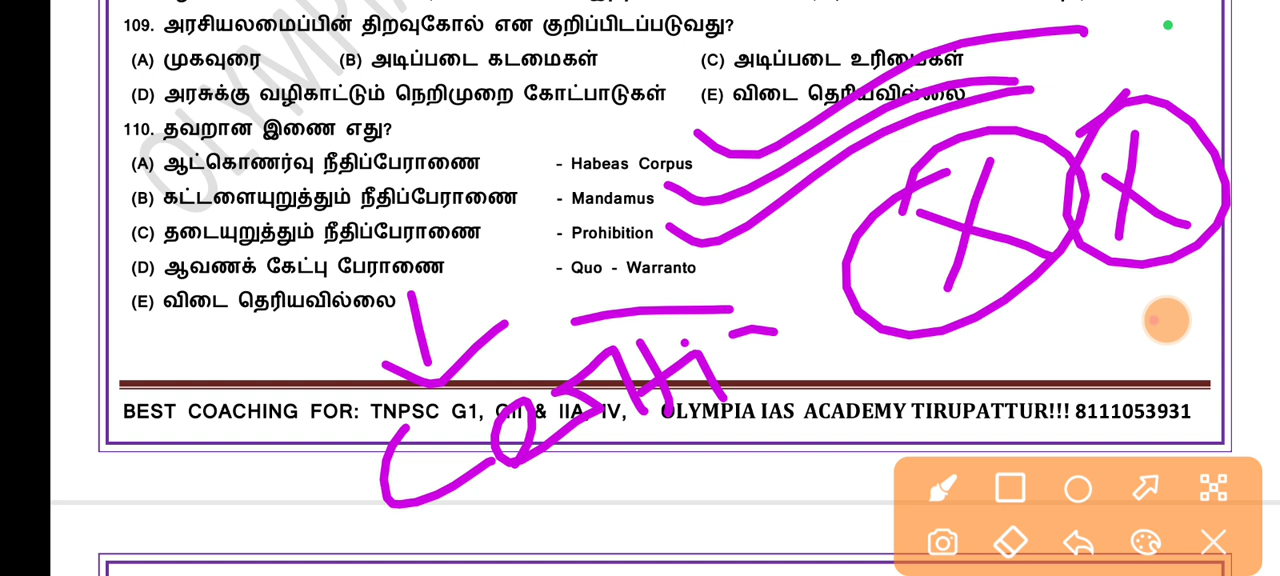 109. அரசியலமைப்பின் திறவுகோல் என குறிப்பிடப்படுவது?
(A) முகவுரை (B) அடிப்படை கடமைகள் (C) அடிப்படை உரிமைகள்
(D) அரசுக்கு வழிகாட்டும் நெறிமுறை கோட்பாடுகள் (E) விடை தெரியவில்லை
110. தவறான இணை எது?
(A) ஆட்கொணர்வு நீதிப்பேராணை - Habeas Corpus
(B) கட்டளையுறுத்தும் நீதிப்பேராணை - Mandamus
(C) தடையுறுத்தும் நீதிப்பேராணை - Prohibition
(D) ஆவணக் கேட்பு பேராணை - Quo - Warranto
(E) விடை தெரியவில்லை
BEST COACHING FOR: TNPSC G1, GII & IIA, IV, OLYMPIA IAS ACADEMY TIRUPATTUR!!! 8111053931